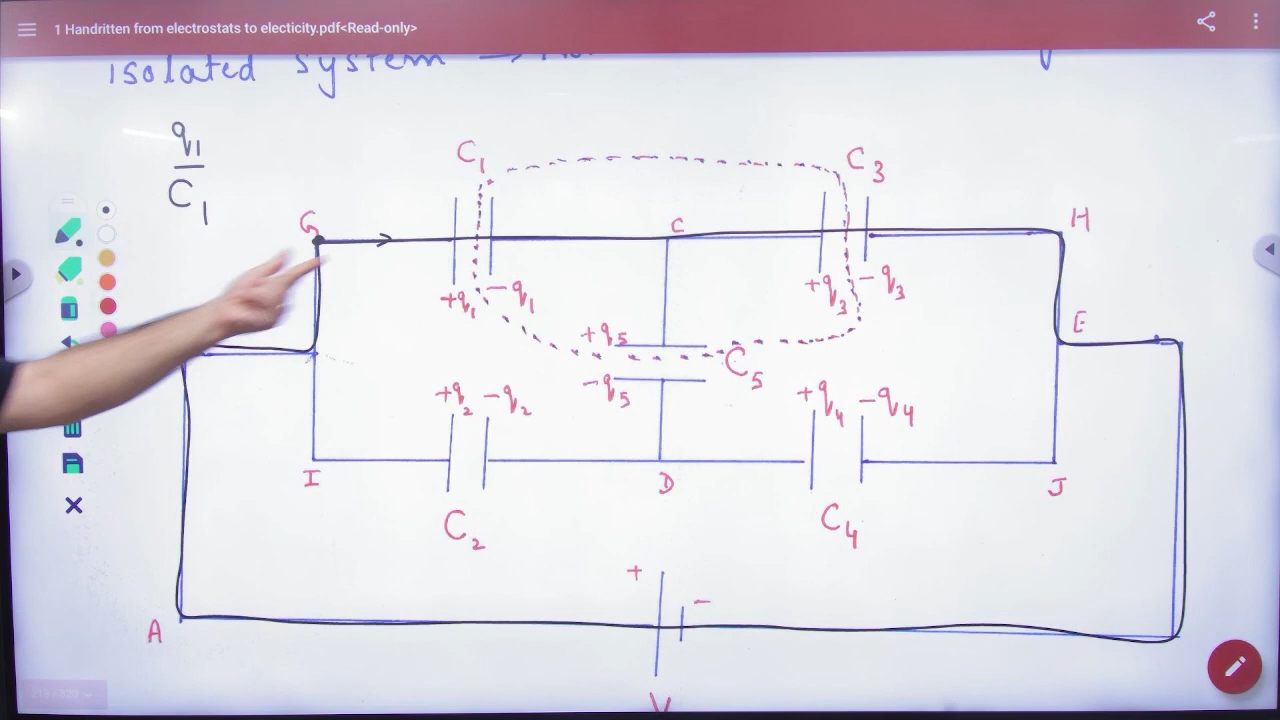 1 Handritten from electrostats to electicity.pdf<Read-only>
isolated system →
q1
C1
C1
C3
G
C
H
+q1 -q1
+q3 -q3
+q5
E
C5
-q5
+q2 -q2
+q4 -q4
I
D
J
C2
C4
+
-
A
V